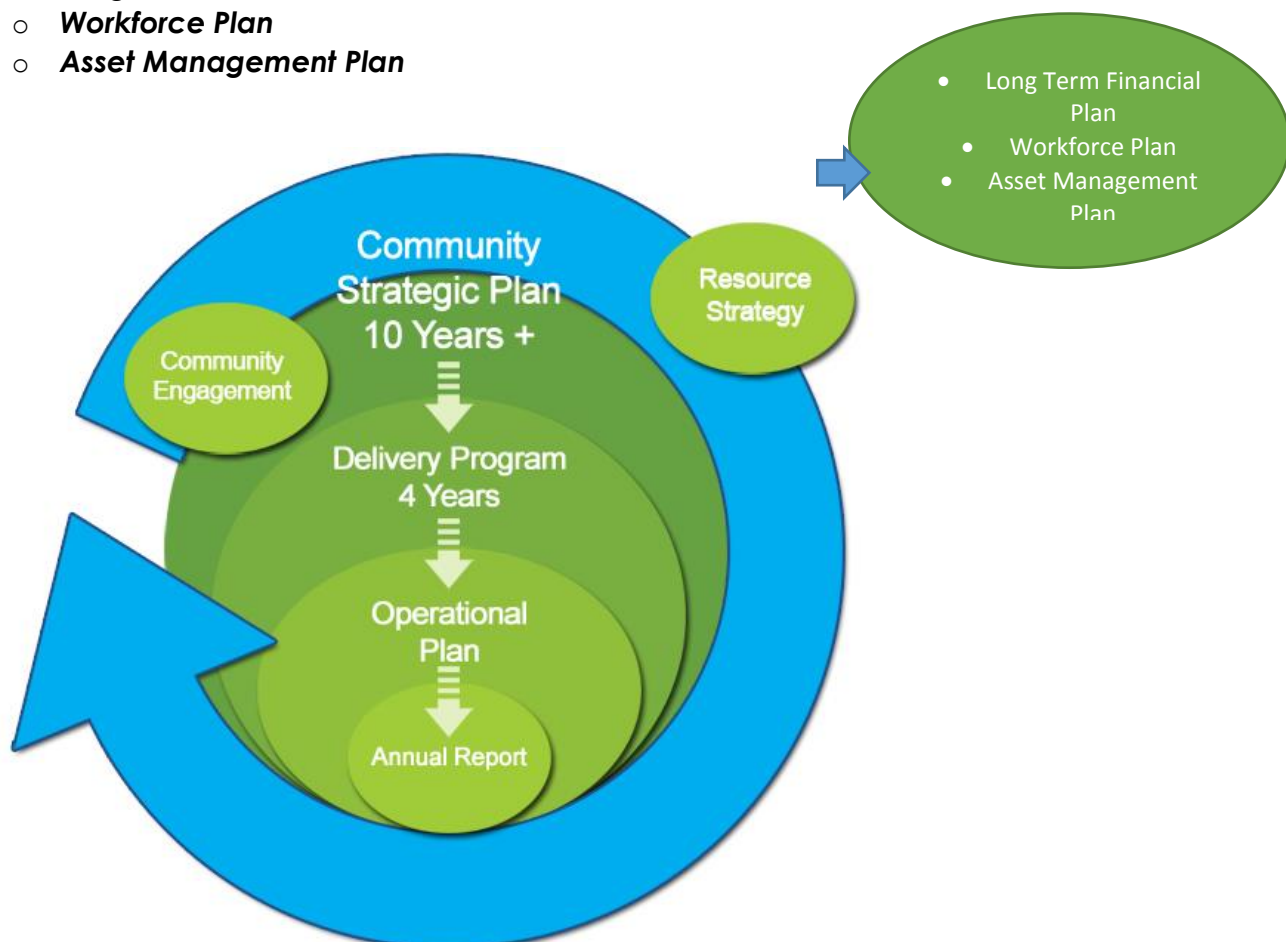 o Workforce Plan
o Asset Management Plan
• Long Term Financial
Plan
• Workforce Plan
• Asset Management
Plan
Community
Strategic Plan
10 Years +
Resource
Strategy
Community
Engagement
Delivery Program
4 Years
Operational
Plan
Annual Report